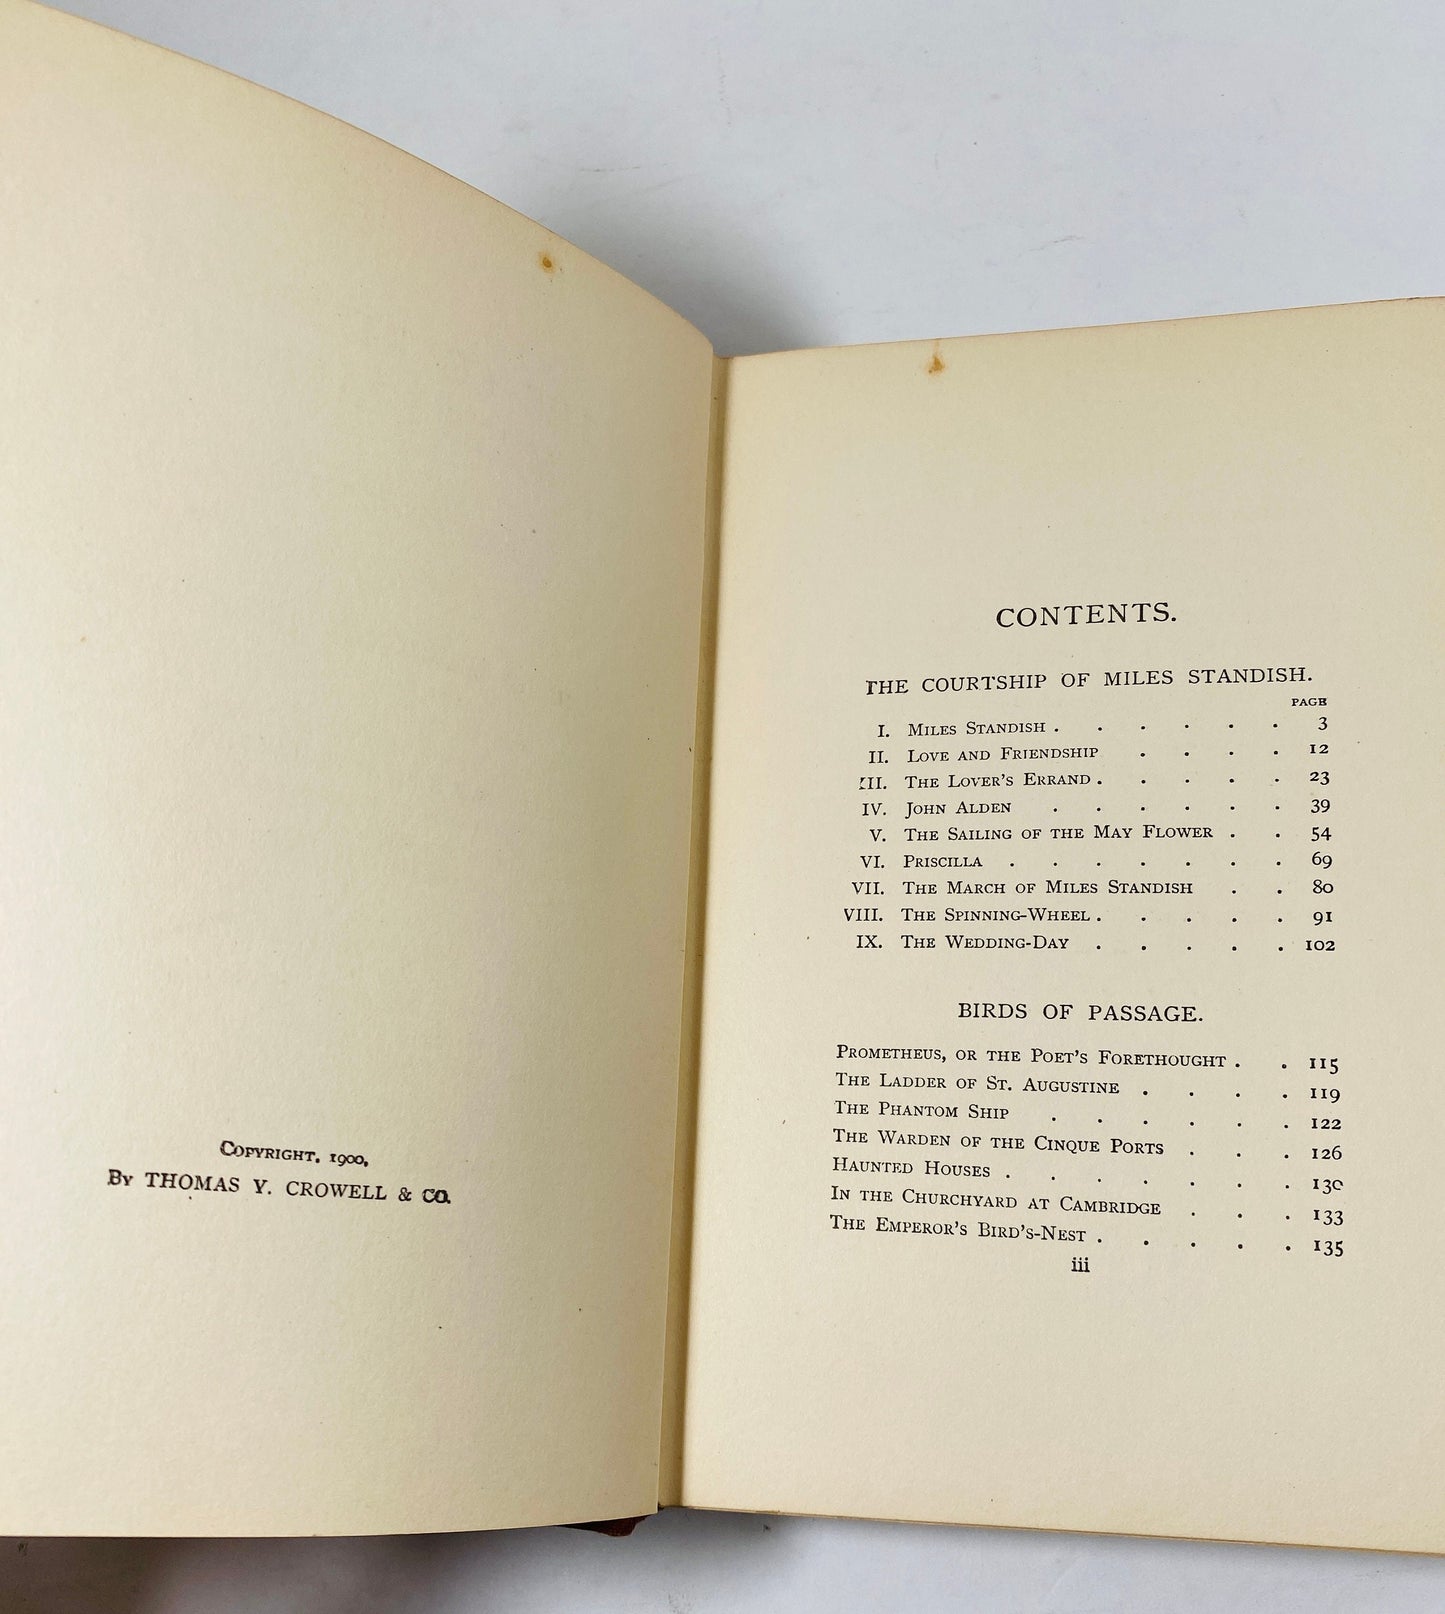 Copyright, 1900,
By THOMAS Y. CROWELL & CO.
CONTENTS.
THE COURTSHIP OF MILES STANDISH.
PAGE
I. Miles Standish . . . . . . 3
II. Love and Friendship . . . . 12
III. The Lover's Errand . . . . . 23
IV. John Alden . . . . . . 39
V. The Sailing of the May Flower . . 54
VI. Priscilla . . . . . . . 69
VII. The March of Miles Standish . . 80
VIII. The Spinning-Wheel . . . . . 91
IX. The Wedding-Day . . . . . 102
BIRDS OF PASSAGE.
Prometheus, or the Poet's Forethought . . 115
The Ladder of St. Augustine . . . . 119
The Phantom Ship . . . . . . 122
The Warden of the Cinque Ports . . . 126
Haunted Houses . . . . . . . 130
In the Churchyard at Cambridge . . . 133
The Emperor's Bird's-Nest . . . . . 135
iii